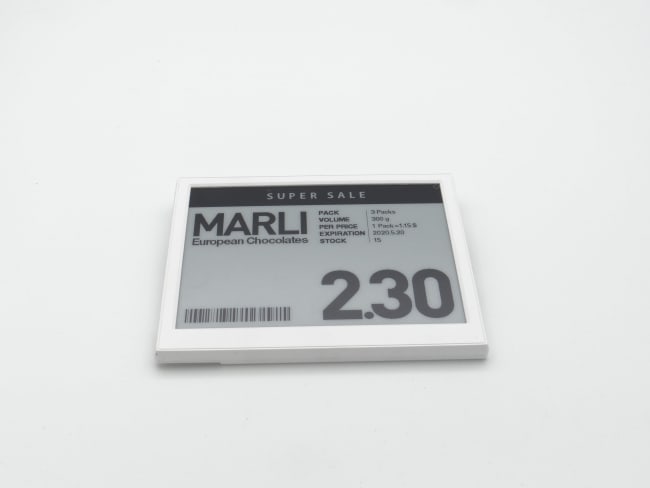 SUPER SALE
MARLI
European Chocolates
PACK 3 Packs
VOLUME 300 g
PER PRICE 1 Pack=1.15 $
EXPIRATION 2020.5.20
STOCK 15
2.30